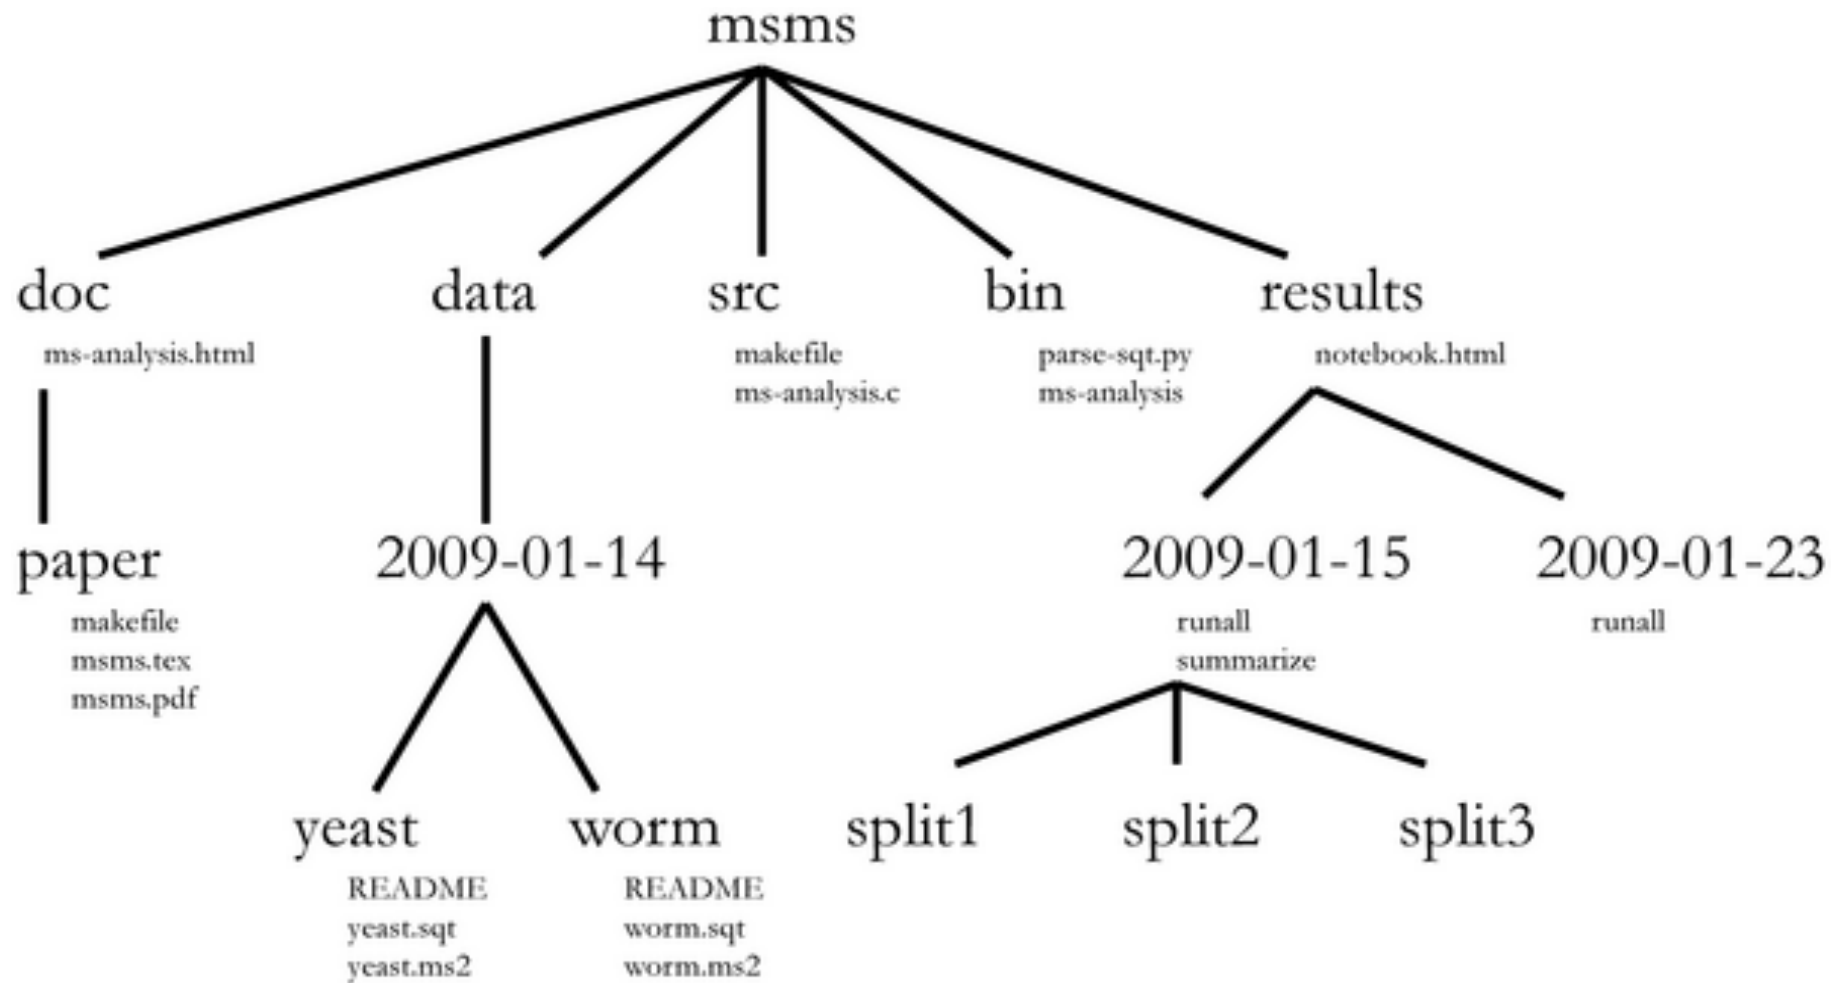 msms
doc
data
src
bin
results
ms-analysis.html
makefile
ms-analysis.c
parse-sqt.py
ms-analysis
notebook.html
paper
makefile
msms.tex
msms.pdf
2009-01-14
2009-01-15
runall
summarize
2009-01-23
runall
yeast
README
yeast.sqt
yeast.ms2
worm
README
worm.sqt
worm.ms2
split1
split2
split3